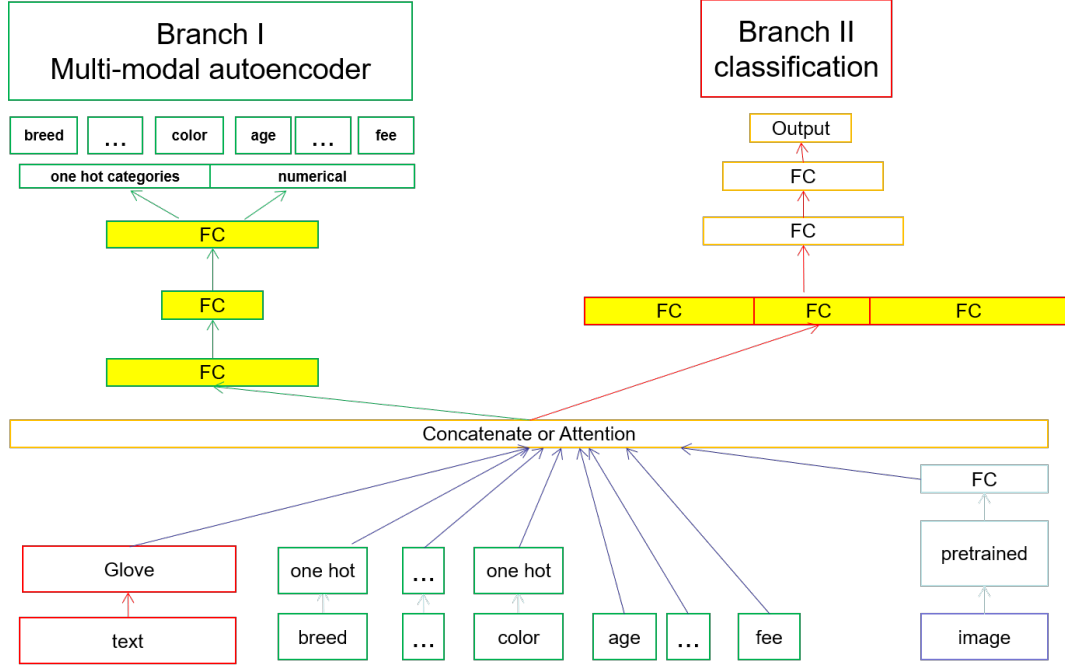 Branch I
Multi-modal autoencoder
Branch II
classification
breed
...
color
age
...
fee
Output
one hot categories
numerical
FC
FC
FC
FC
FC
FC
FC
FC
Concatenate or Attention
FC
Glove
one hot
...
one hot
pretrained
text
breed
...
color
age
...
fee
image